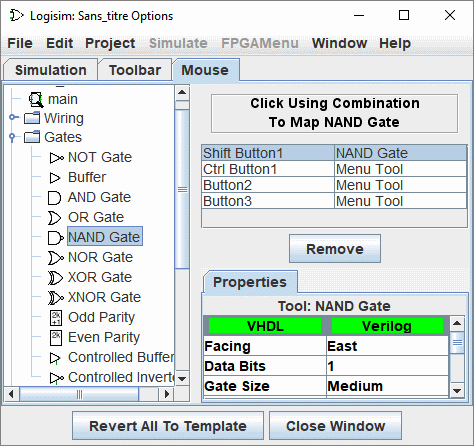 Logisim: Sans_titre Options
File Edit Project Simulate FPGAMenu Window Help
Simulation Toolbar Mouse
main
Wiring
Gates
NOT Gate
Buffer
AND Gate
OR Gate
NAND Gate
NOR Gate
XOR Gate
XNOR Gate
Odd Parity
Even Parity
Controlled Buffer
Controlled Inverte
Click Using Combination
To Map NAND Gate
Shift Button1 NAND Gate
Ctrl Button1 Menu Tool
Button2 Menu Tool
Button3 Menu Tool
Remove
Properties
Tool: NAND Gate
VHDL Verilog
Facing East
Data Bits 1
Gate Size Medium
Revert All To Template Close Window